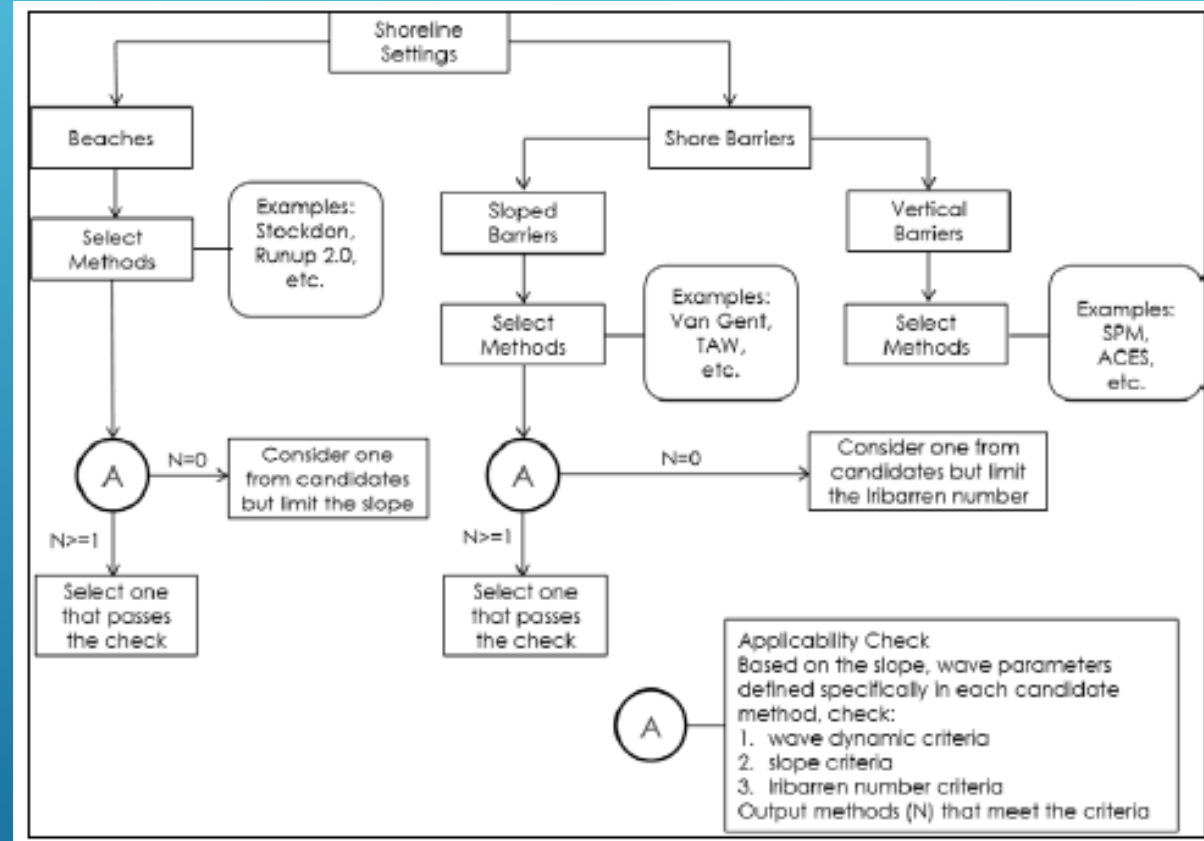 Shoreline
Settings
Beaches
Shore Barriers
Select
Methods
Examples:
Stockdon,
Runup 2.0,
etc.
Sloped
Barriers
Vertical
Barriers
Select
Methods
Examples:
Van Gent,
TAW,
etc.
Select
Methods
Examples:
SPM,
ACES,
etc.
A
N=0
Consider one
from candidates
but limit the slope
A
N=0
Consider one from
candidates but limit
the Iribarren number
N>=1
N>=1
Select one
that passes
the check
Select one
that passes
the check
A
Applicability Check
Based on the slope, wave parameters
defined specifically in each candidate
method, check:
1. wave dynamic criteria
2. slope criteria
3. Iribarren number criteria
Output methods (N) that meet the criteria